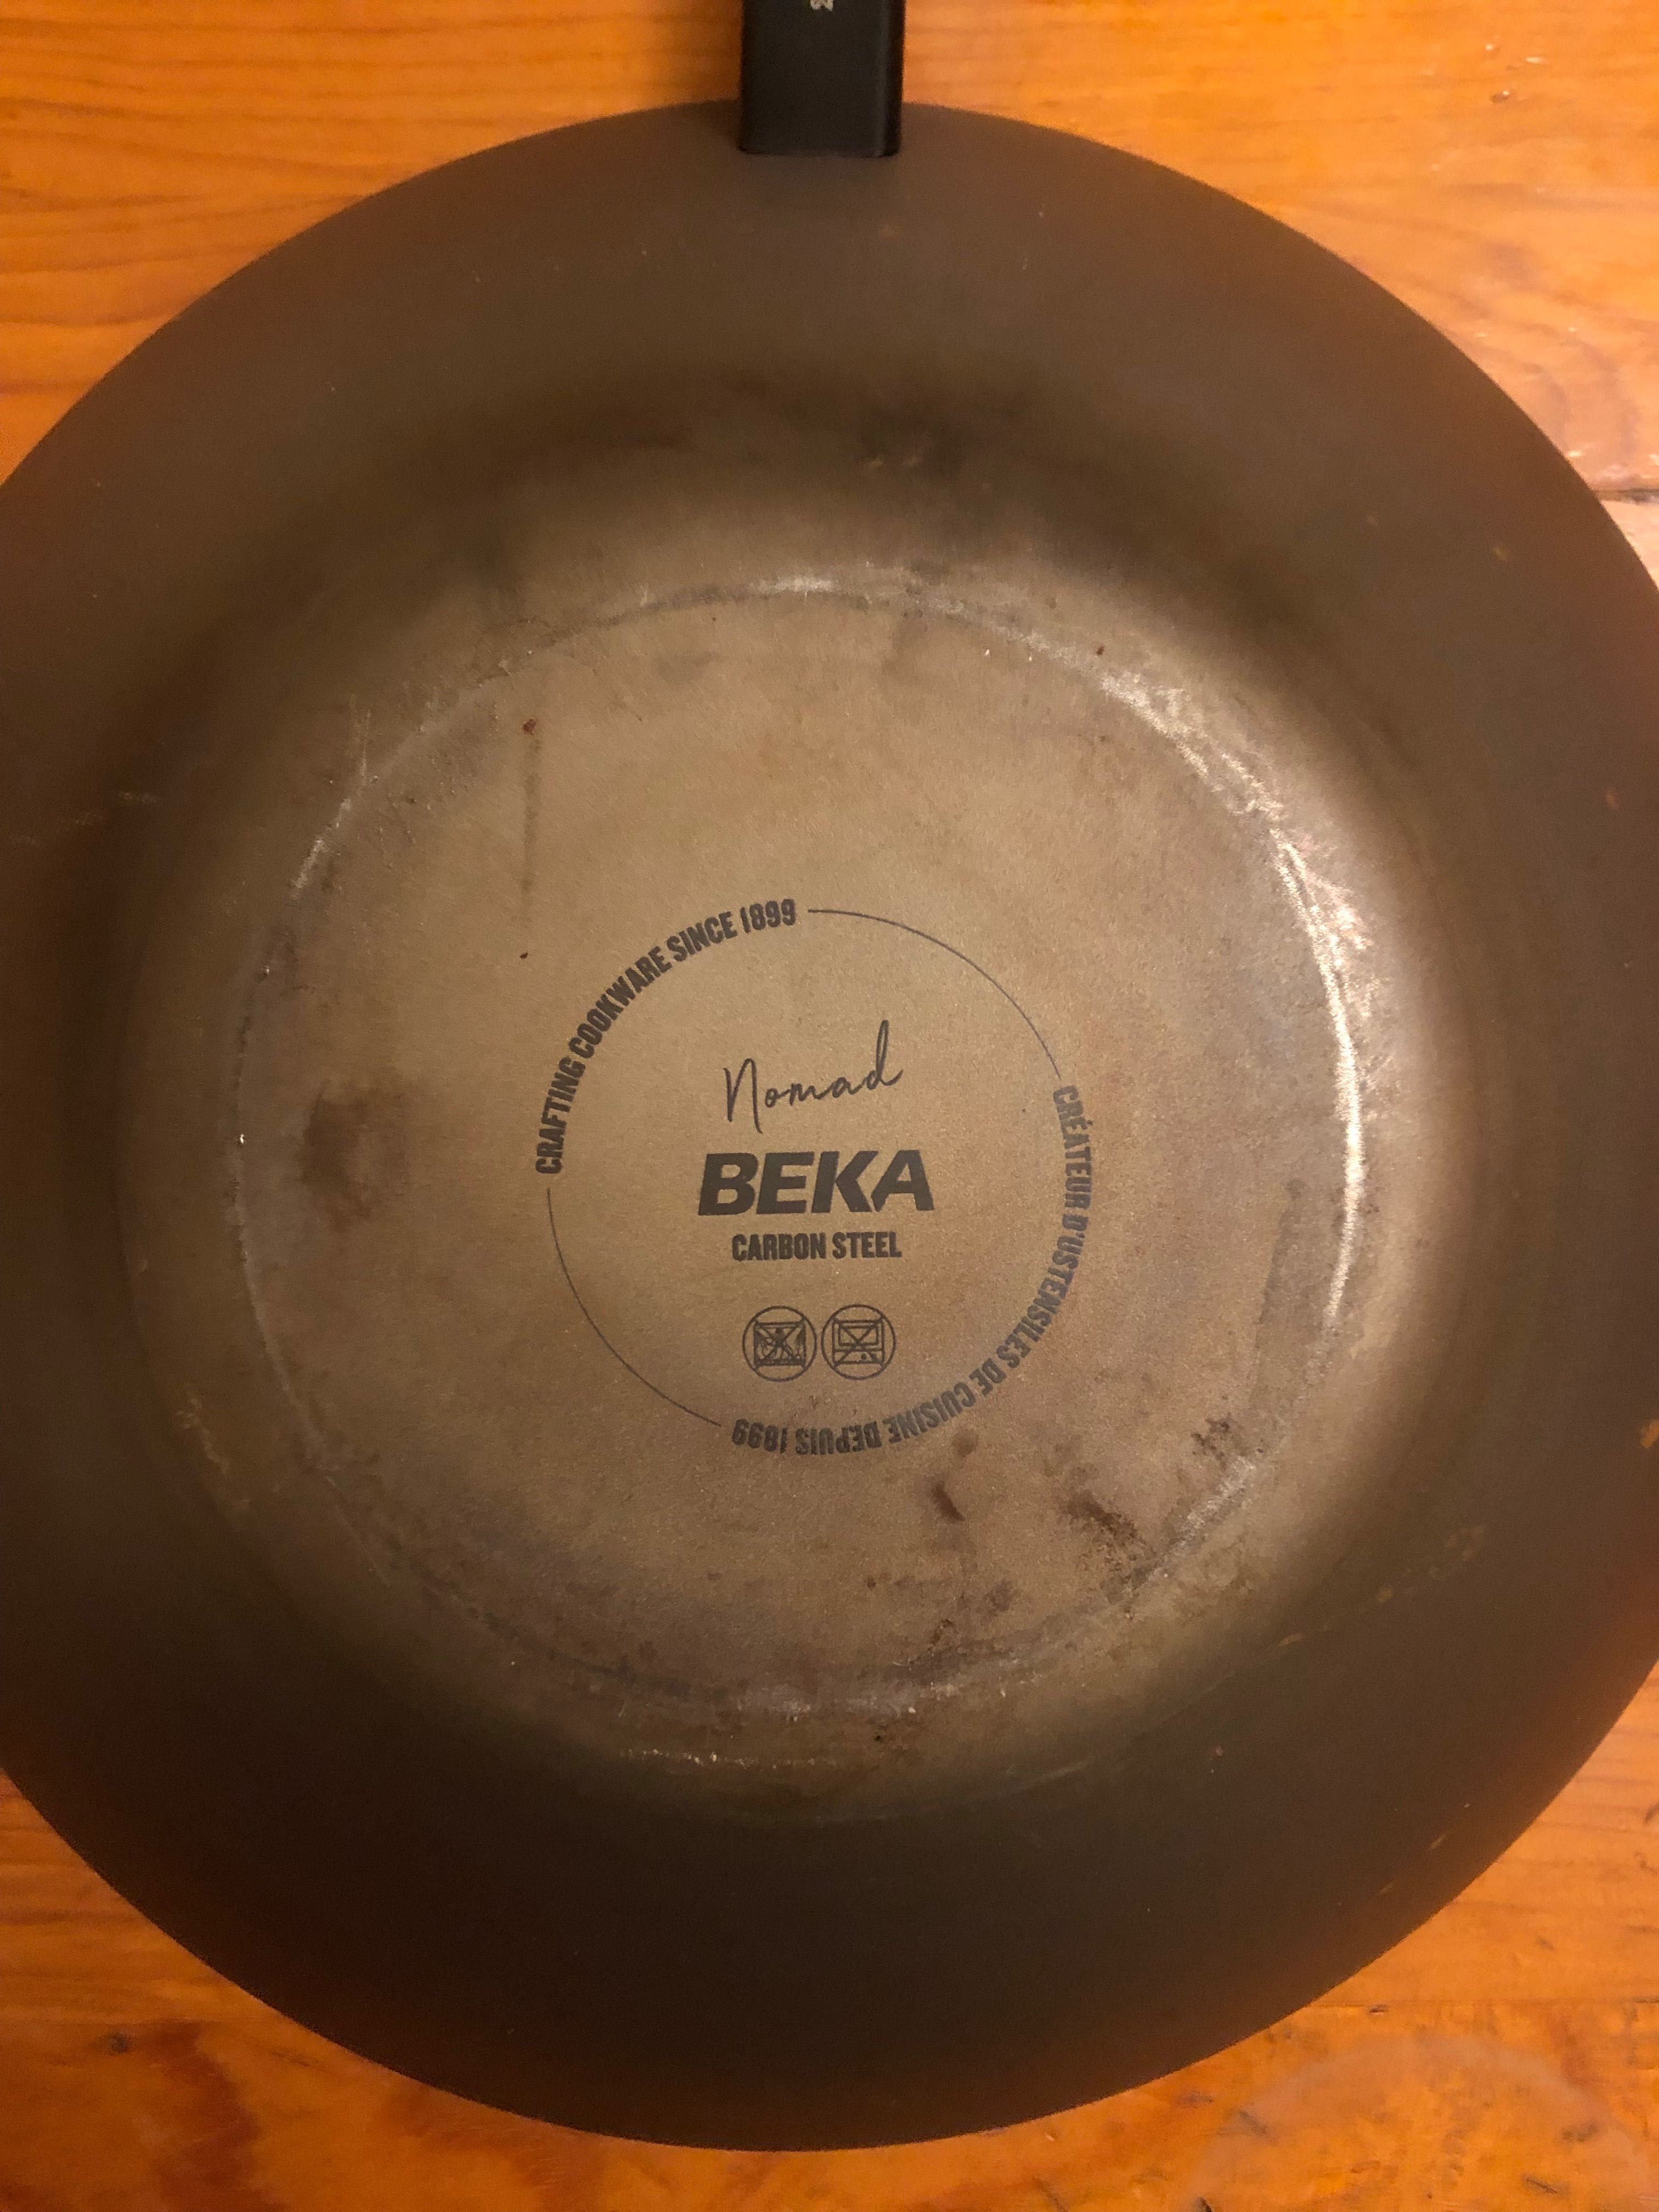 CRAFTING COOKWARE SINCE 1899
Nomad
BEKA
CARBON STEEL
CRÉATEUR D'USTENSILES DE CUISINE DEPUIS 1899